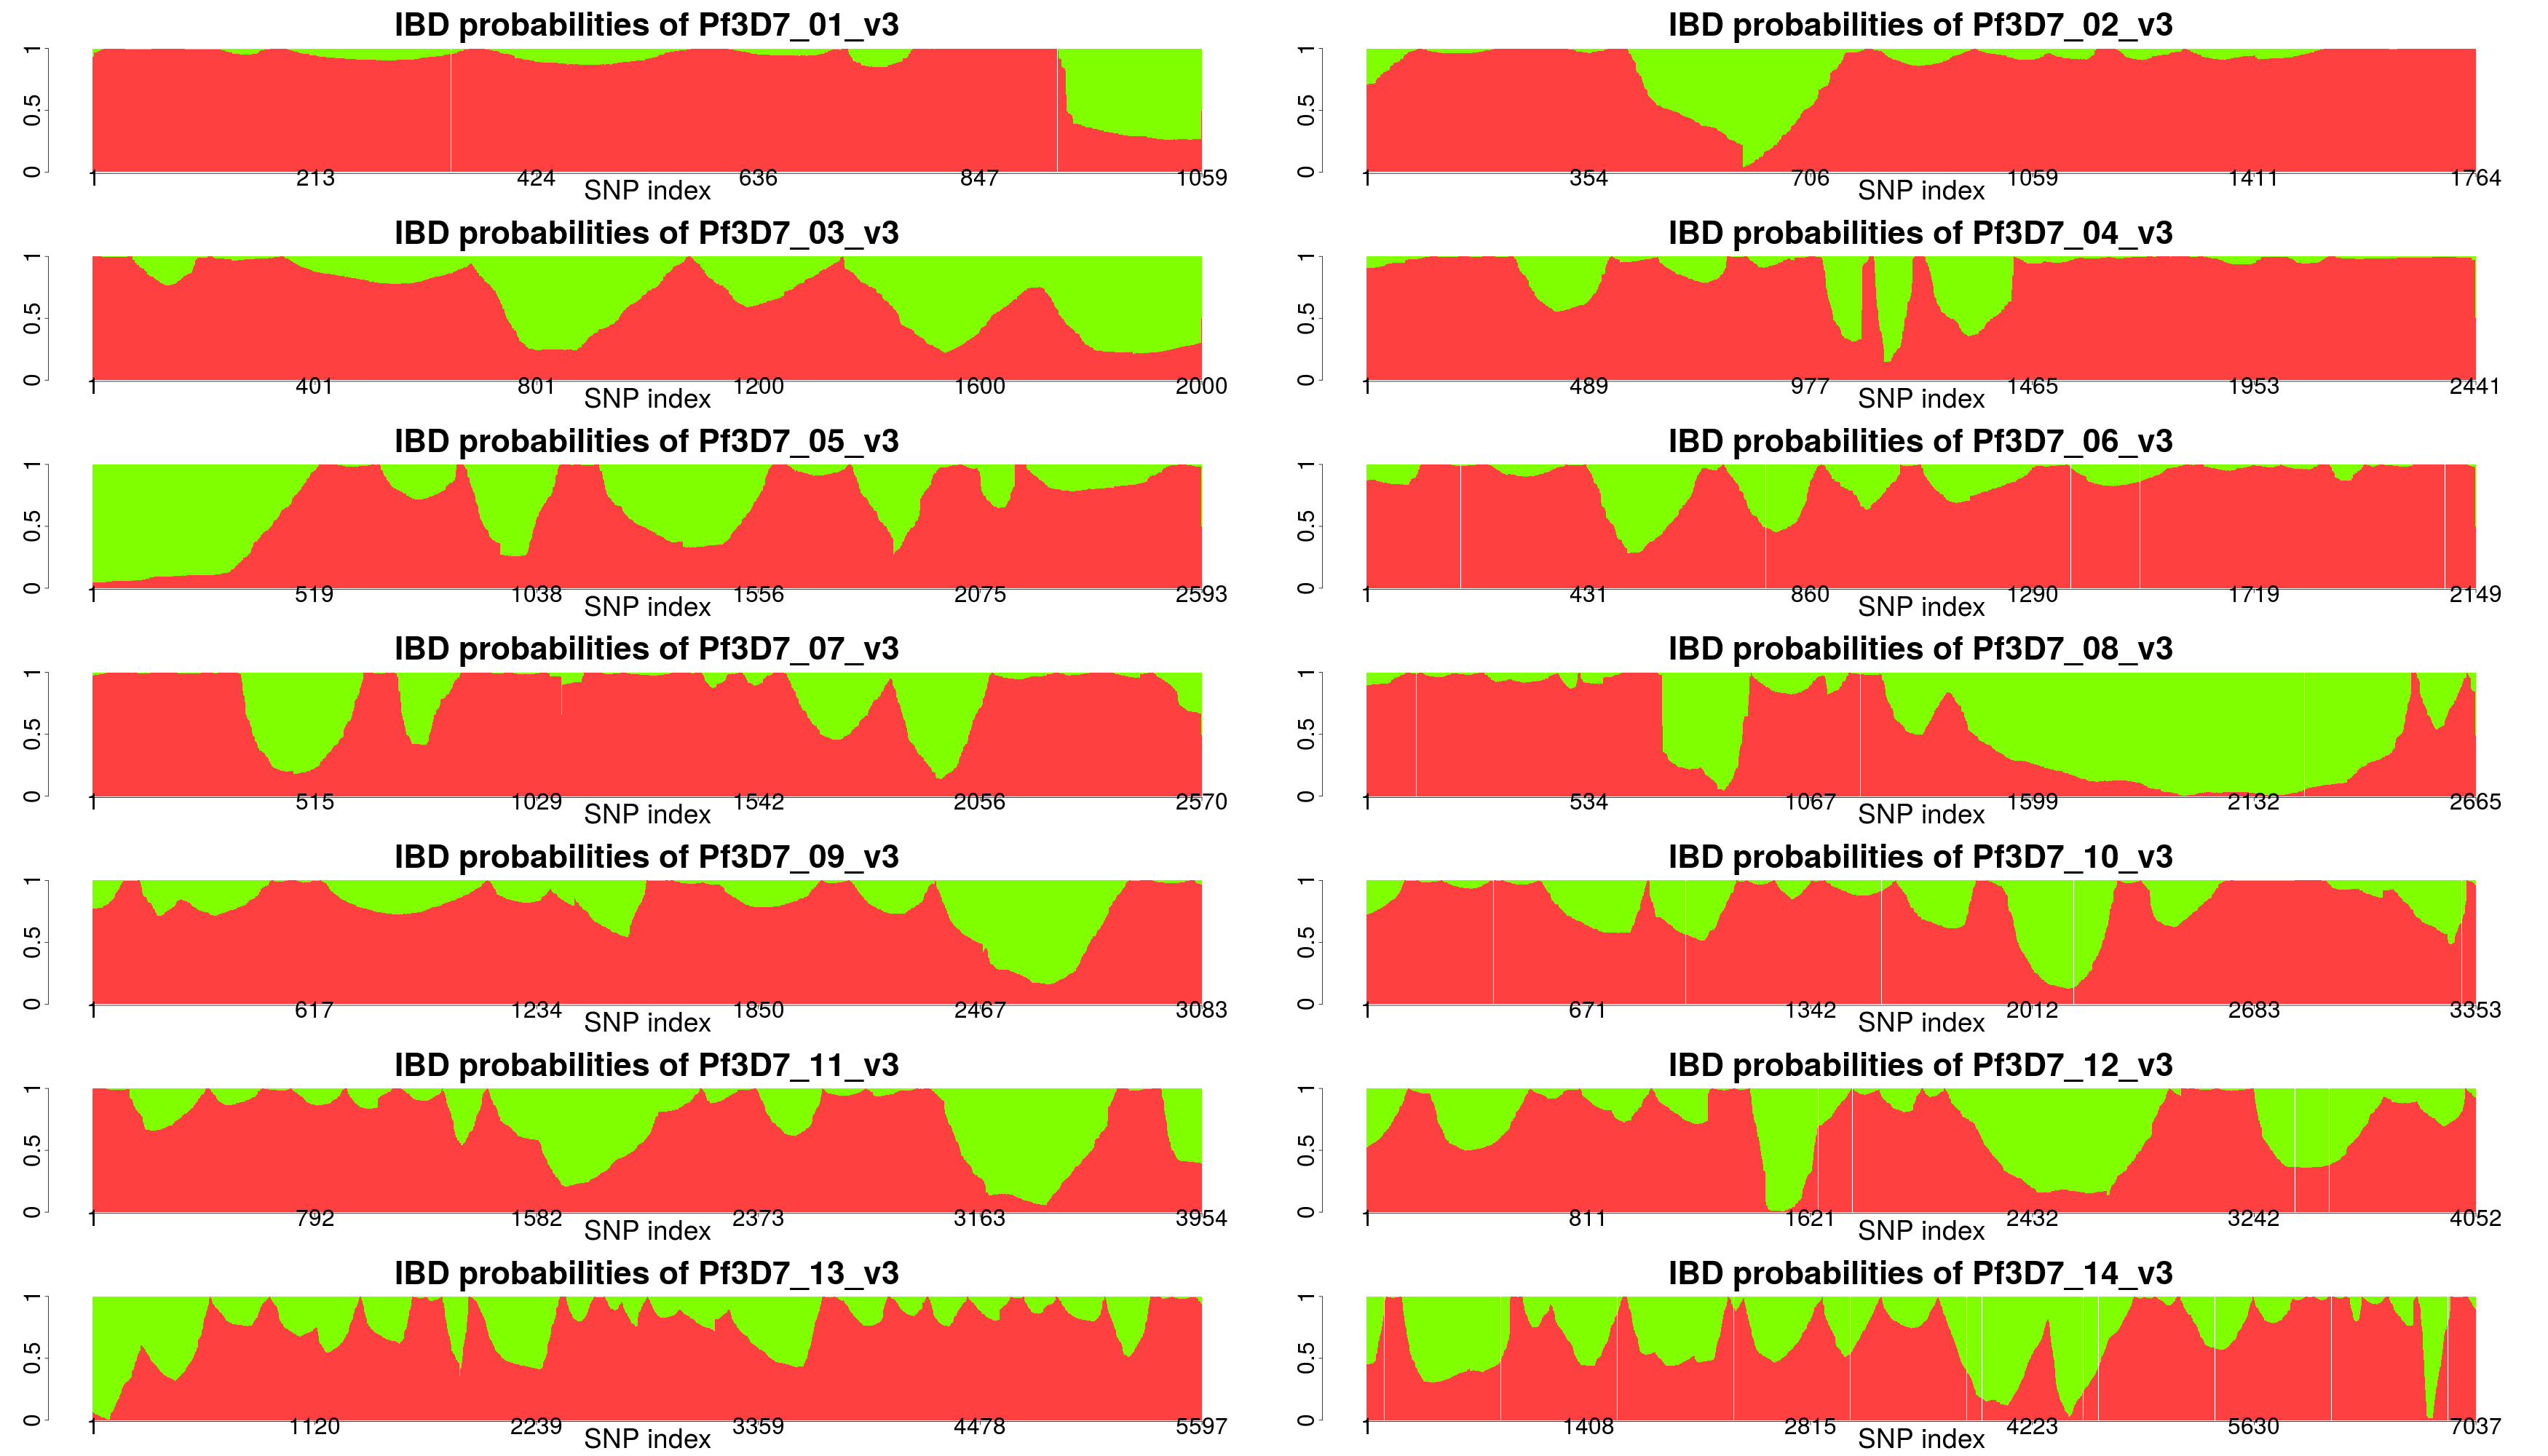 IBD probabilities of Pf3D7_01_v3
0 0.5 1
1 213 424 636 847 1059
SNP index
IBD probabilities of Pf3D7_02_v3
0 0.5 1
1 354 706 1059 1411 1764
SNP index
IBD probabilities of Pf3D7_03_v3
0 0.5 1
1 401 801 1200 1600 2000
SNP index
IBD probabilities of Pf3D7_04_v3
0 0.5 1
1 489 977 1465 1953 2441
SNP index
IBD probabilities of Pf3D7_05_v3
0 0.5 1
1 519 1038 1556 2075 2593
SNP index
IBD probabilities of Pf3D7_06_v3
0 0.5 1
1 431 860 1290 1719 2149
SNP index
IBD probabilities of Pf3D7_07_v3
0 0.5 1
1 515 1029 1542 2056 2570
SNP index
IBD probabilities of Pf3D7_08_v3
0 0.5 1
1 534 1067 1599 2132 2665
SNP index
IBD probabilities of Pf3D7_09_v3
0 0.5 1
1 617 1234 1850 2467 3083
SNP index
IBD probabilities of Pf3D7_10_v3
0 0.5 1
1 671 1342 2012 2683 3353
SNP index
IBD probabilities of Pf3D7_11_v3
0 0.5 1
1 792 1582 2373 3163 3954
SNP index
IBD probabilities of Pf3D7_12_v3
0 0.5 1
1 811 1621 2432 3242 4052
SNP index
IBD probabilities of Pf3D7_13_v3
0 0.5 1
1 1120 2239 3359 4478 5597
SNP index
IBD probabilities of Pf3D7_14_v3
0 0.5 1
1 1408 2815 4223 5630 7037
SNP index